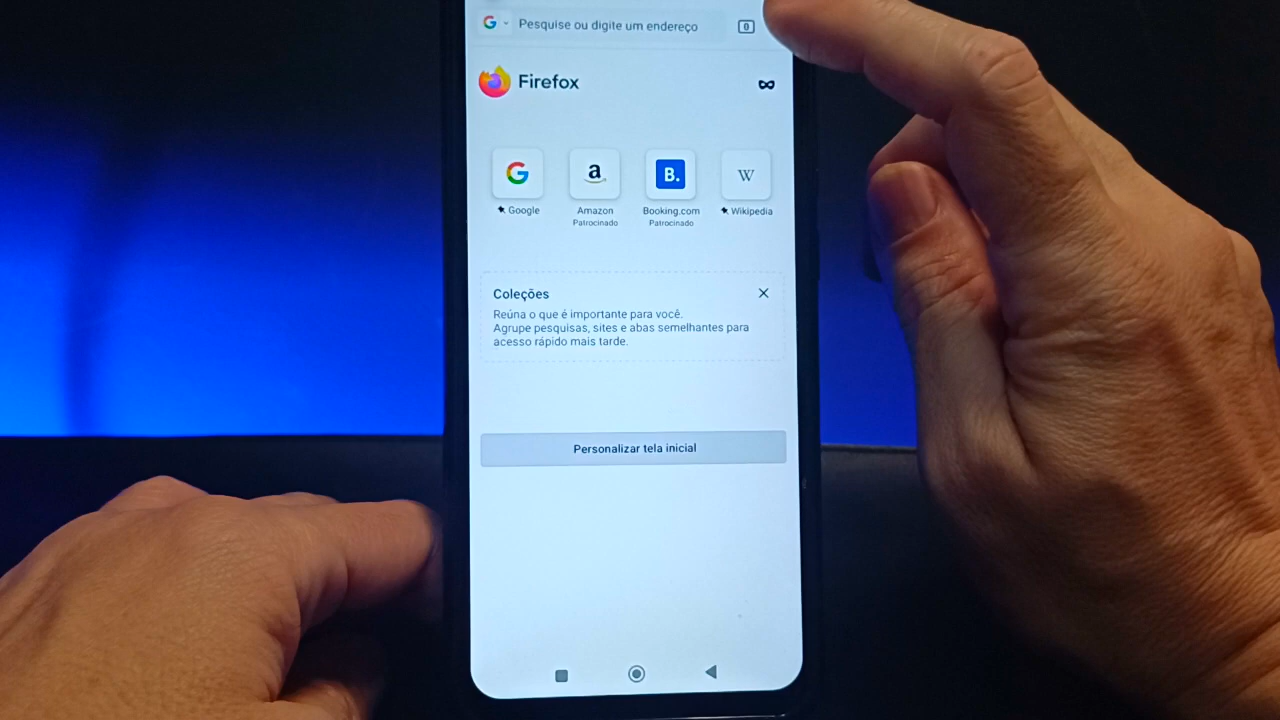 Pesquise ou digite um endereço
0
Firefox
Google
Amazon
Patrocinado
Booking.com
Patrocinado
Wikipedia
a
B.
W
Coleções
Reúna o que é importante para você.
Agrupe pesquisas, sites e abas semelhantes para
acesso rápido mais tarde.
Personalizar tela inicial